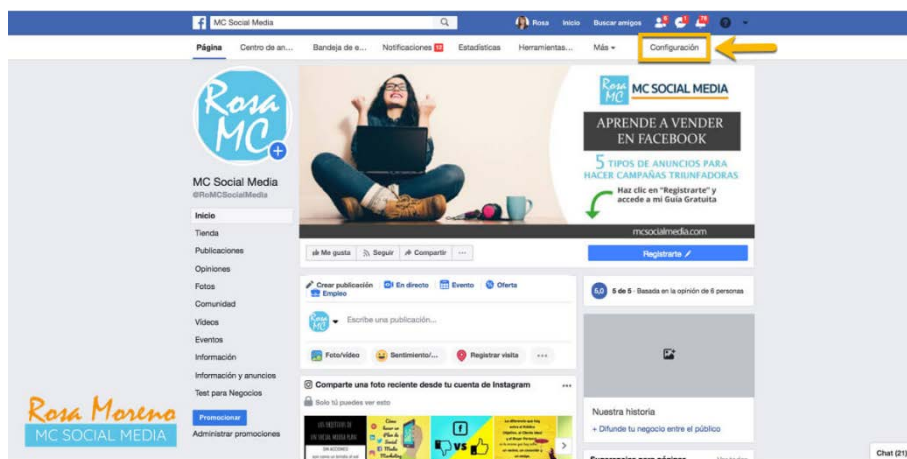 MC Social Media
Rosa Inicio Buscar amigos
Página Centro de an... Bandeja de e... Notificaciones Estadísticas Herramientas... Más Configuración
Rosa
MC
MC Social Media
@RoMCSocialMedia
Inicio
Tienda
Publicaciones
Opiniones
Fotos
Comunidad
Vídeos
Eventos
Información
Información y anuncios
Test para Negocios
Promocionar
Administrar promociones
Rosa
MC
MC SOCIAL MEDIA
APRENDE A VENDER
EN FACEBOOK
5 TIPOS DE ANUNCIOS PARA
HACER CAMPAÑAS TRIUNFADORAS
Haz clic en "Registrarte" y
accede a mi Guía Gratuita
mcsocialmedia.com
Me gusta Seguir Compartir ...
Registrarte
Crear publicación En directo Evento Oferta
Empleo
Rosa
MC
Escribe una publicación...
Foto/vídeo Sentimiento/... Registrar visita ...
Comparte una foto reciente desde tu cuenta de Instagram ...
Solo tú puedes ver esto
VS
5,0 5 de 5 · Basada en la opinión de 6 personas
Nuestra historia
+ Difunde tu negocio entre el público
Rosa Moreno
MC SOCIAL MEDIA
Chat (21)